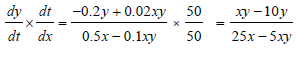 dy/dt × dt/dx = (−0.2y + 0.02xy)/(0.5x − 0.1xy) × 50/50 = (xy − 10y)/(25x − 5xy)